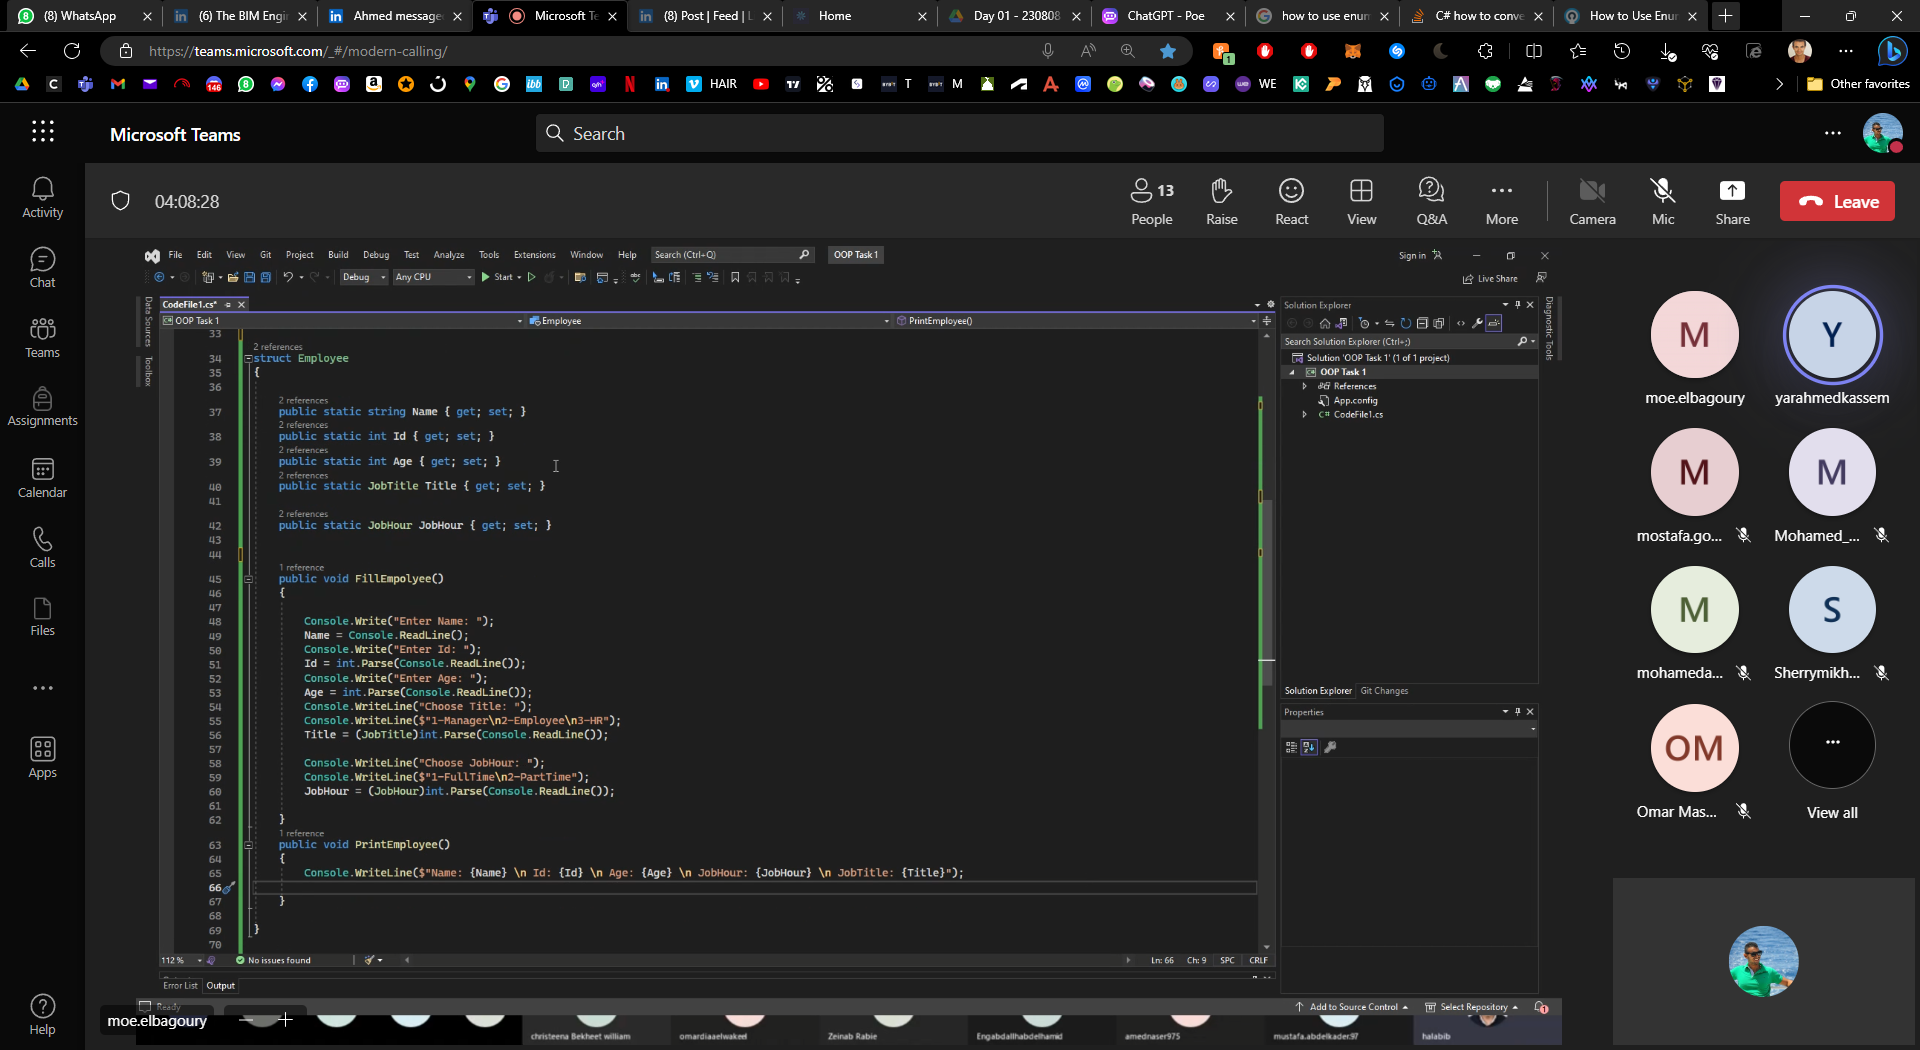 (8) WhatsApp
(6) The BIM Engi
Ahmed message
Microsoft Te
(8) Post | Feed | L
Home
Day 01 - 230808
ChatGPT - Poe
how to use enum
C# how to conve
How to Use Enu
https://teams.microsoft.com/_#/modern-calling/
HAIR
T
M
WE
Other favorites
Microsoft Teams
Search
Activity
Chat
Teams
Assignments
Calendar
Calls
Files
Apps
Help
04:08:28
13
People
Raise
React
View
Q&A
More
Camera
Mic
Share
Leave
File Edit View Git Project Build Debug Test Analyze Tools Extensions Window Help Search (Ctrl+Q) OOP Task 1
Sign in
Debug Any CPU Start
Live Share
Data Sources
Toolbox
CodeFile1.cs*
OOP Task 1
Employee
PrintEmployee()
33
2 references
34 struct Employee
35 {
36
2 references
37 public static string Name { get; set; }
2 references
38 public static int Id { get; set; }
2 references
39 public static int Age { get; set; }
2 references
40 public static JobTitle Title { get; set; }
41
2 references
42 public static JobHour JobHour { get; set; }
43
44
1 reference
45 public void FillEmpolyee()
46 {
47
48 Console.Write("Enter Name: ");
49 Name = Console.ReadLine();
50 Console.Write("Enter Id: ");
51 Id = int.Parse(Console.ReadLine());
52 Console.Write("Enter Age: ");
53 Age = int.Parse(Console.ReadLine());
54 Console.WriteLine("Choose Title: ");
55 Console.WriteLine($"1-Manager\n2-Employee\n3-HR");
56 Title = (JobTitle)int.Parse(Console.ReadLine());
57
58 Console.WriteLine("Choose JobHour: ");
59 Console.WriteLine($"1-FullTime\n2-PartTime");
60 JobHour = (JobHour)int.Parse(Console.ReadLine());
61
62 }
1 reference
63 public void PrintEmployee()
64 {
65 Console.WriteLine($"Name: {Name} \n Id: {Id} \n Age: {Age} \n JobHour: {JobHour} \n JobTitle: {Title}");
66
67 }
68
69 }
70
112 %
No issues found
Ln: 66 Ch: 9 SPC CRLF
Error List Output
Ready
Add to Source Control
Select Repository
Solution Explorer
Search Solution Explorer (Ctrl+;)
Solution 'OOP Task 1' (1 of 1 project)
OOP Task 1
References
App.config
CodeFile1.cs
Solution Explorer Git Changes
Properties
Diagnostic Tools
M
moe.elbagoury
Y
yarahmedkassem
M
mostafa.go...
M
Mohamed_...
M
mohameda...
S
Sherrymikh...
OM
Omar Mas...
View all
moe.elbagoury
christeena Bekheet william
omardiaaelwakeel
Zeinab Rabie
Engabdallhabdelhamid
amednaser975
mustafa.abdelkader.97
halabib